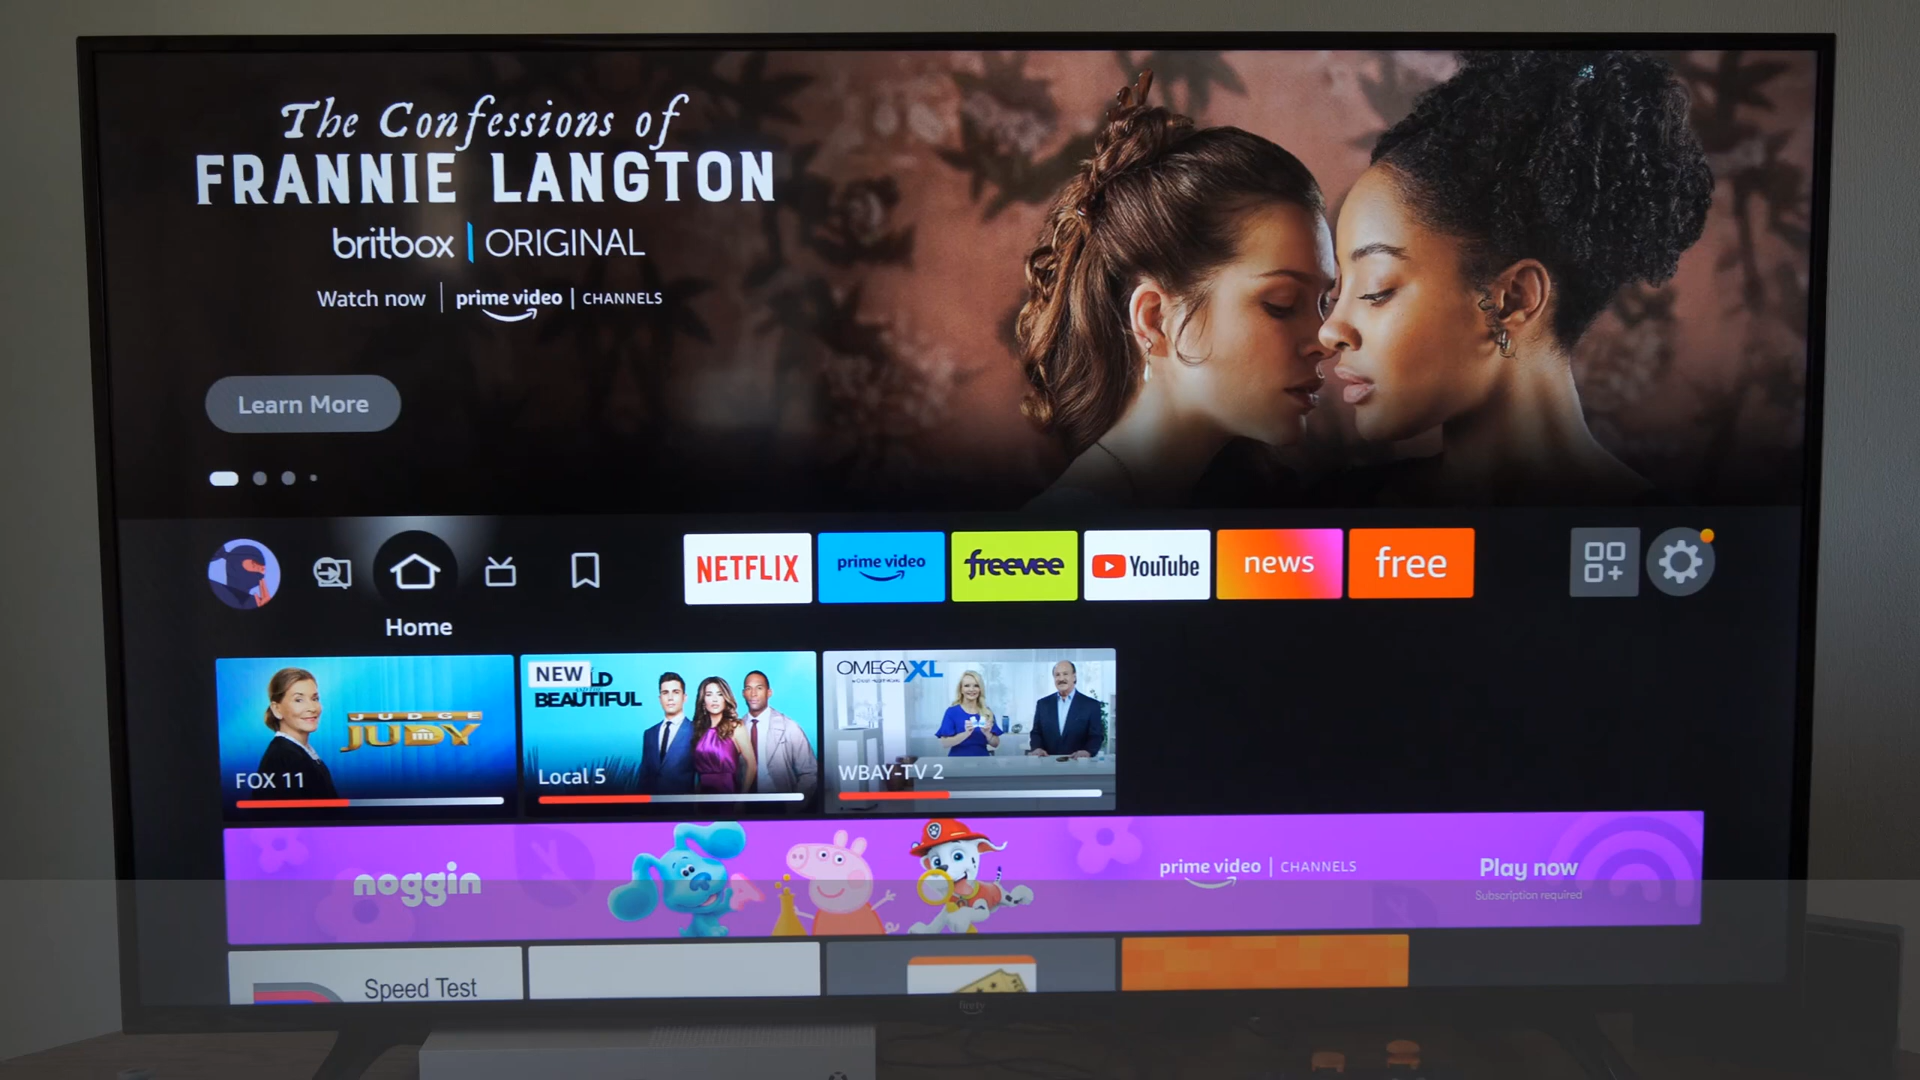 The Confessions of
FRANNIE LANGTON
britbox | ORIGINAL
Watch now | prime video | CHANNELS
Learn More
NETFLIX
prime video
freevee
YouTube
news
free
Home
JUDGE
JUDY
FOX 11
NEW
LD
BEAUTIFUL
Local 5
OMEGAXL
WBAY-TV 2
noggin
prime video | CHANNELS
Play now
Subscription required
Speed Test
firetv